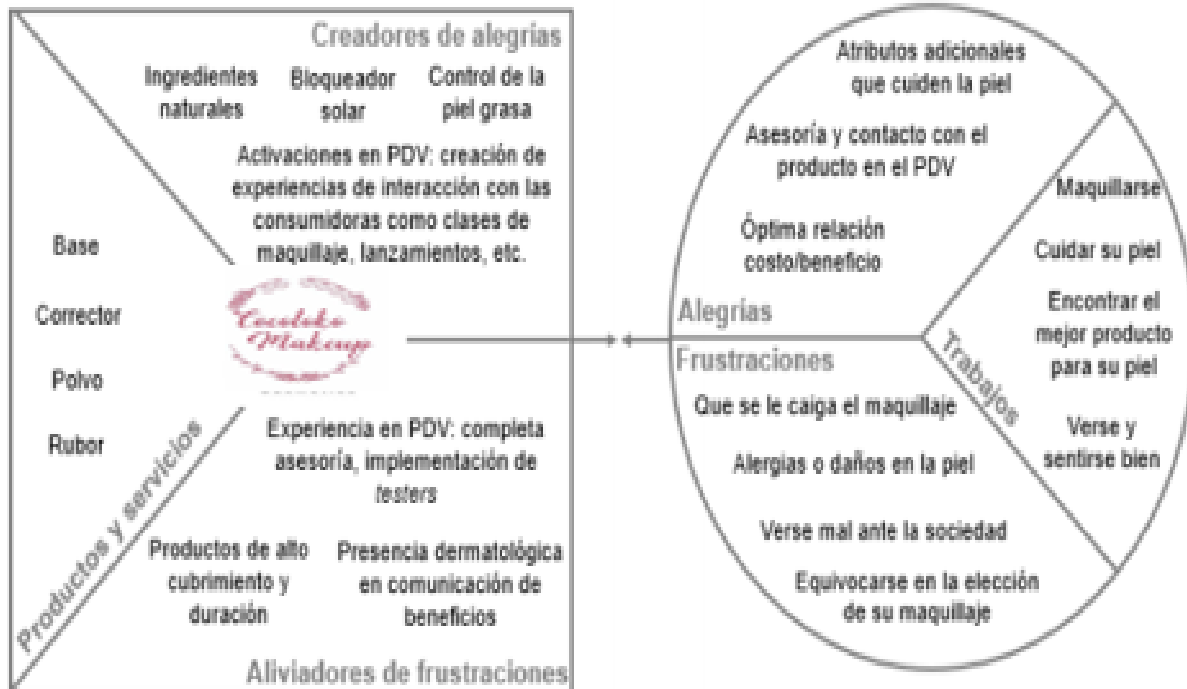 Creadores de alegrías
Ingredientes
naturales
Bloqueador
solar
Control de la
piel grasa
Activaciones en PDV: creación de
experiencias de interacción con las
consumidoras como clases de
maquillaje, lanzamientos, etc.
Base
Corrector
Polvo
Rubor
Productos y servicios
Makeup
Experiencia en PDV: completa
asesoría, implementación de
testers
Productos de alto
cubrimiento y
duración
Presencia dermatológica
en comunicación de
beneficios
Aliviadores de frustraciones
Atributos adicionales
que cuiden la piel
Asesoría y contacto con el
producto en el PDV
Óptima relación
costo/beneficio
Alegrías
Frustraciones
Que se le caiga el maquillaje
Alergias o daños en la piel
Verse mal ante la sociedad
Equivocarse en la elección
de su maquillaje
Trabajos
Maquillarse
Cuidar su piel
Encontrar el
mejor producto
para su piel
Verse y
sentirse bien